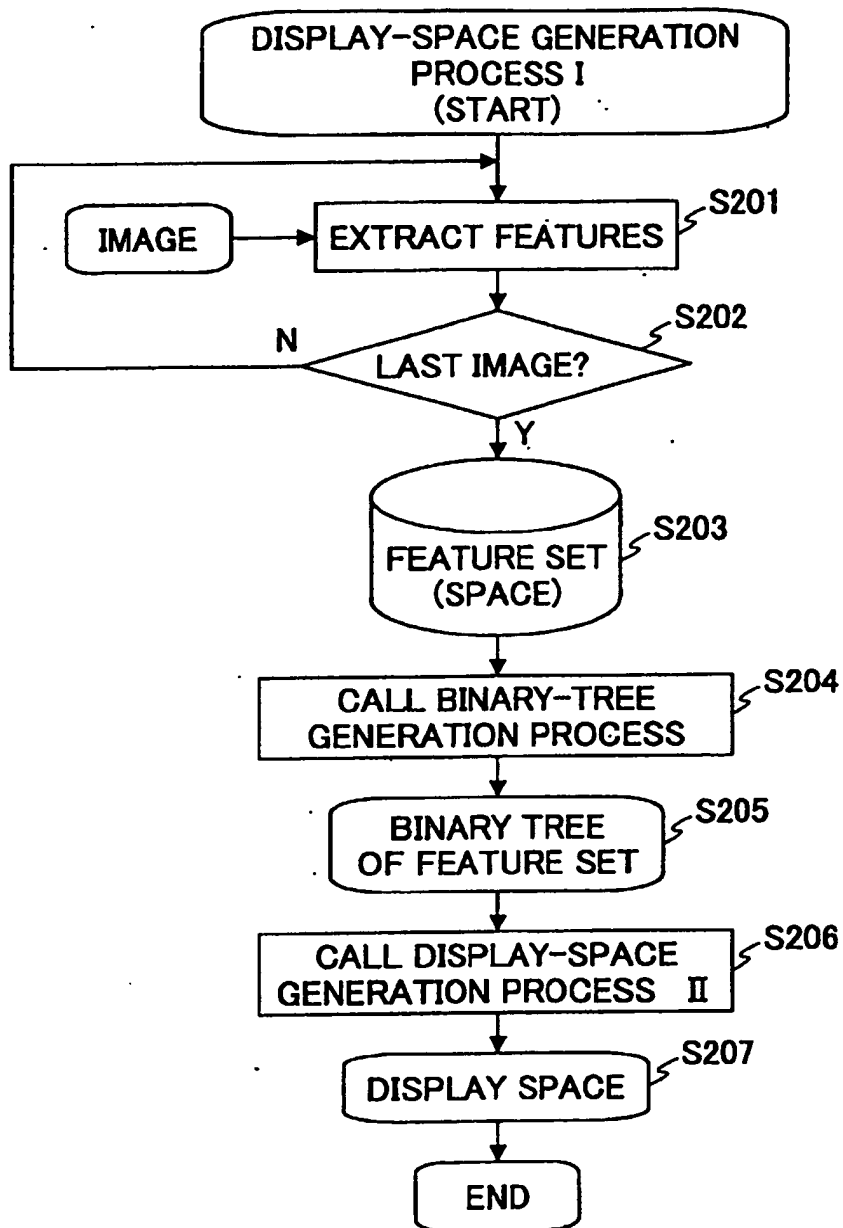 DISPLAY-SPACE GENERATION
PROCESS I
(START)
IMAGE
EXTRACT FEATURES
S201
LAST IMAGE?
S202
N
Y
FEATURE SET
(SPACE)
S203
CALL BINARY-TREE
GENERATION PROCESS
S204
BINARY TREE
OF FEATURE SET
S205
CALL DISPLAY-SPACE
GENERATION PROCESS II
S206
DISPLAY SPACE
S207
END